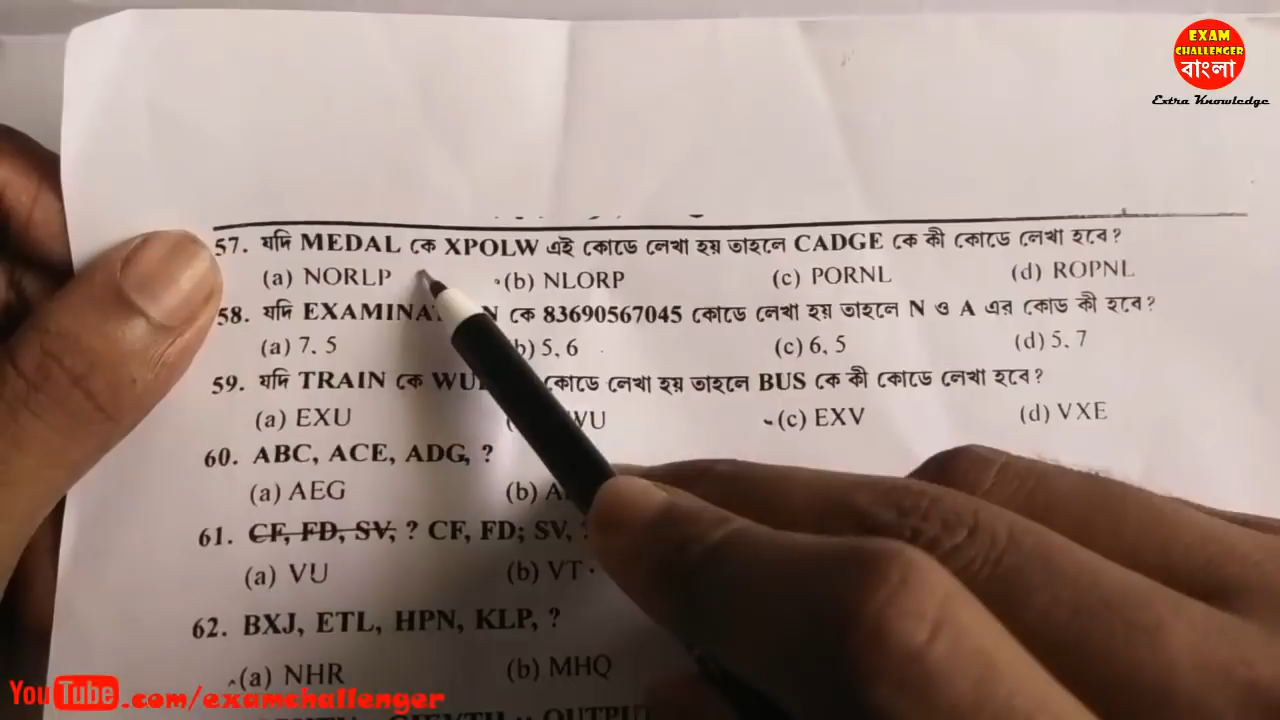 EXAM
CHALLENGER
বাংলা
Extra Knowledge
57. যদি MEDAL কে XPOLW এই কোডে লেখা হয় তাহলে CADGE কে কী কোডে লেখা হবে?
(a) NORLP (b) NLORP (c) PORNL (d) ROPNL
58. যদি EXAMINA N কে 83690567045 কোডে লেখা হয় তাহলে N ও A এর কোড কী হবে?
(a) 7, 5 b) 5, 6 (c) 6, 5 (d) 5, 7
59. যদি TRAIN কে WU কোডে লেখা হয় তাহলে BUS কে কী কোডে লেখা হবে?
(a) EXU WU (c) EXV (d) VXE
60. ABC, ACE, ADG, ?
(a) AEG (b) A
61. CF, FD, SV, ? CF, FD; SV, ?
(a) VU (b) VT
62. BXJ, ETL, HPN, KLP, ?
(a) NHR (b) MHQ
OUTPUT
YouTube.com/examchallenger